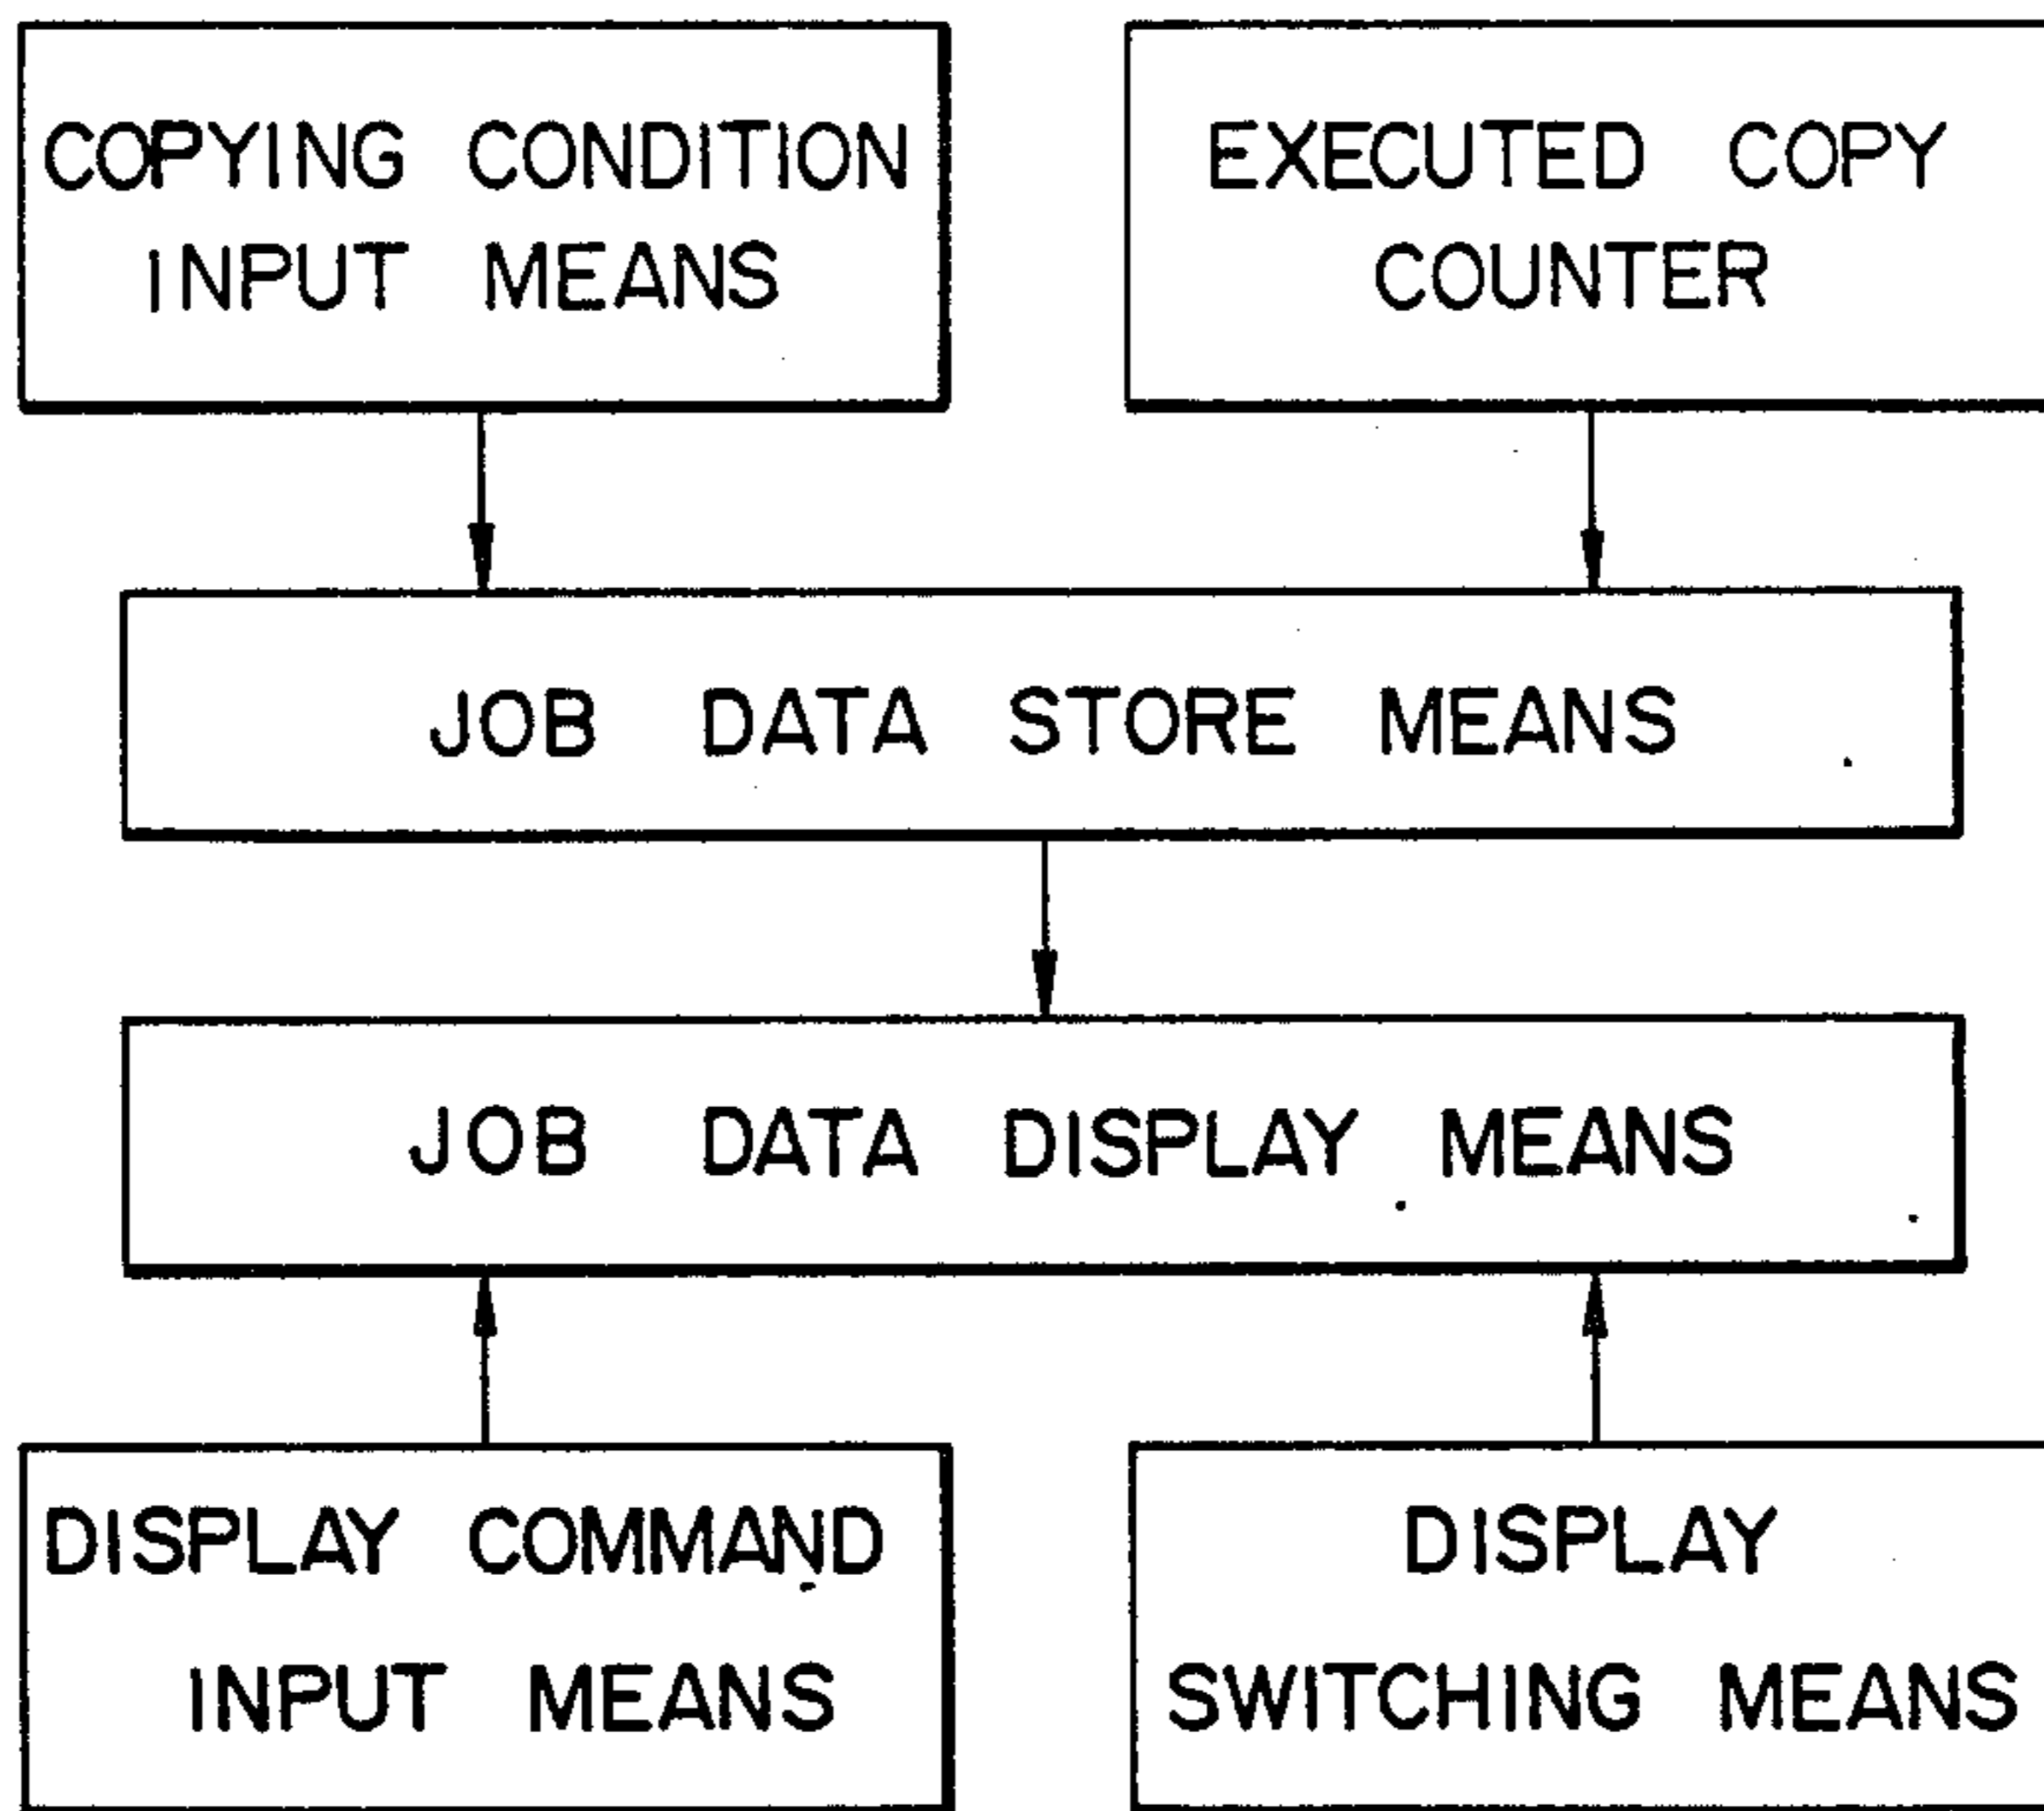 COPYING CONDITION
INPUT MEANS
EXECUTED COPY
COUNTER
JOB DATA STORE MEANS
JOB DATA DISPLAY MEANS
DISPLAY COMMAND
INPUT MEANS
DISPLAY
SWITCHING MEANS